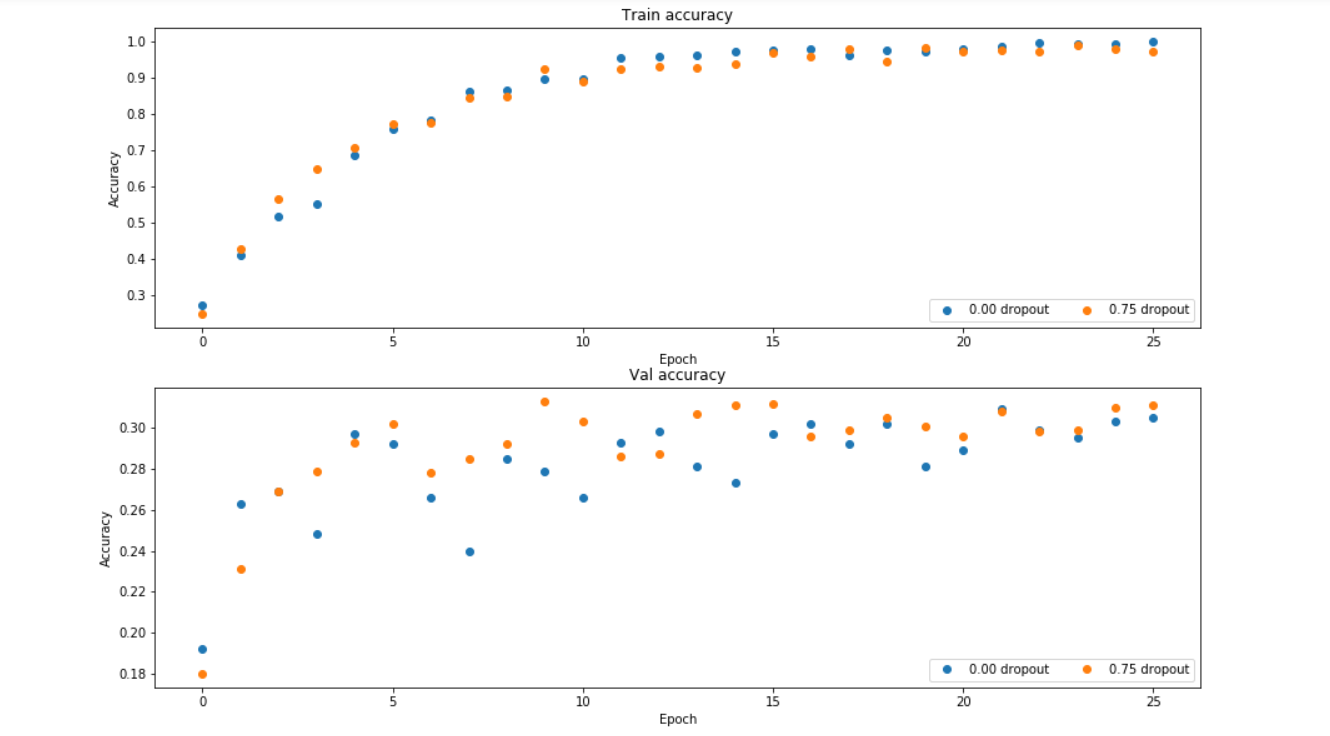 Train accuracy
1.0
0.9
0.8
0.7
0.6
0.5
0.4
0.3
Accuracy
0.00 dropout 0.75 dropout
0 5 10 15 20 25
Epoch
Val accuracy
0.30
0.28
0.26
0.24
0.22
0.20
0.18
Accuracy
0.00 dropout 0.75 dropout
0 5 10 15 20 25
Epoch